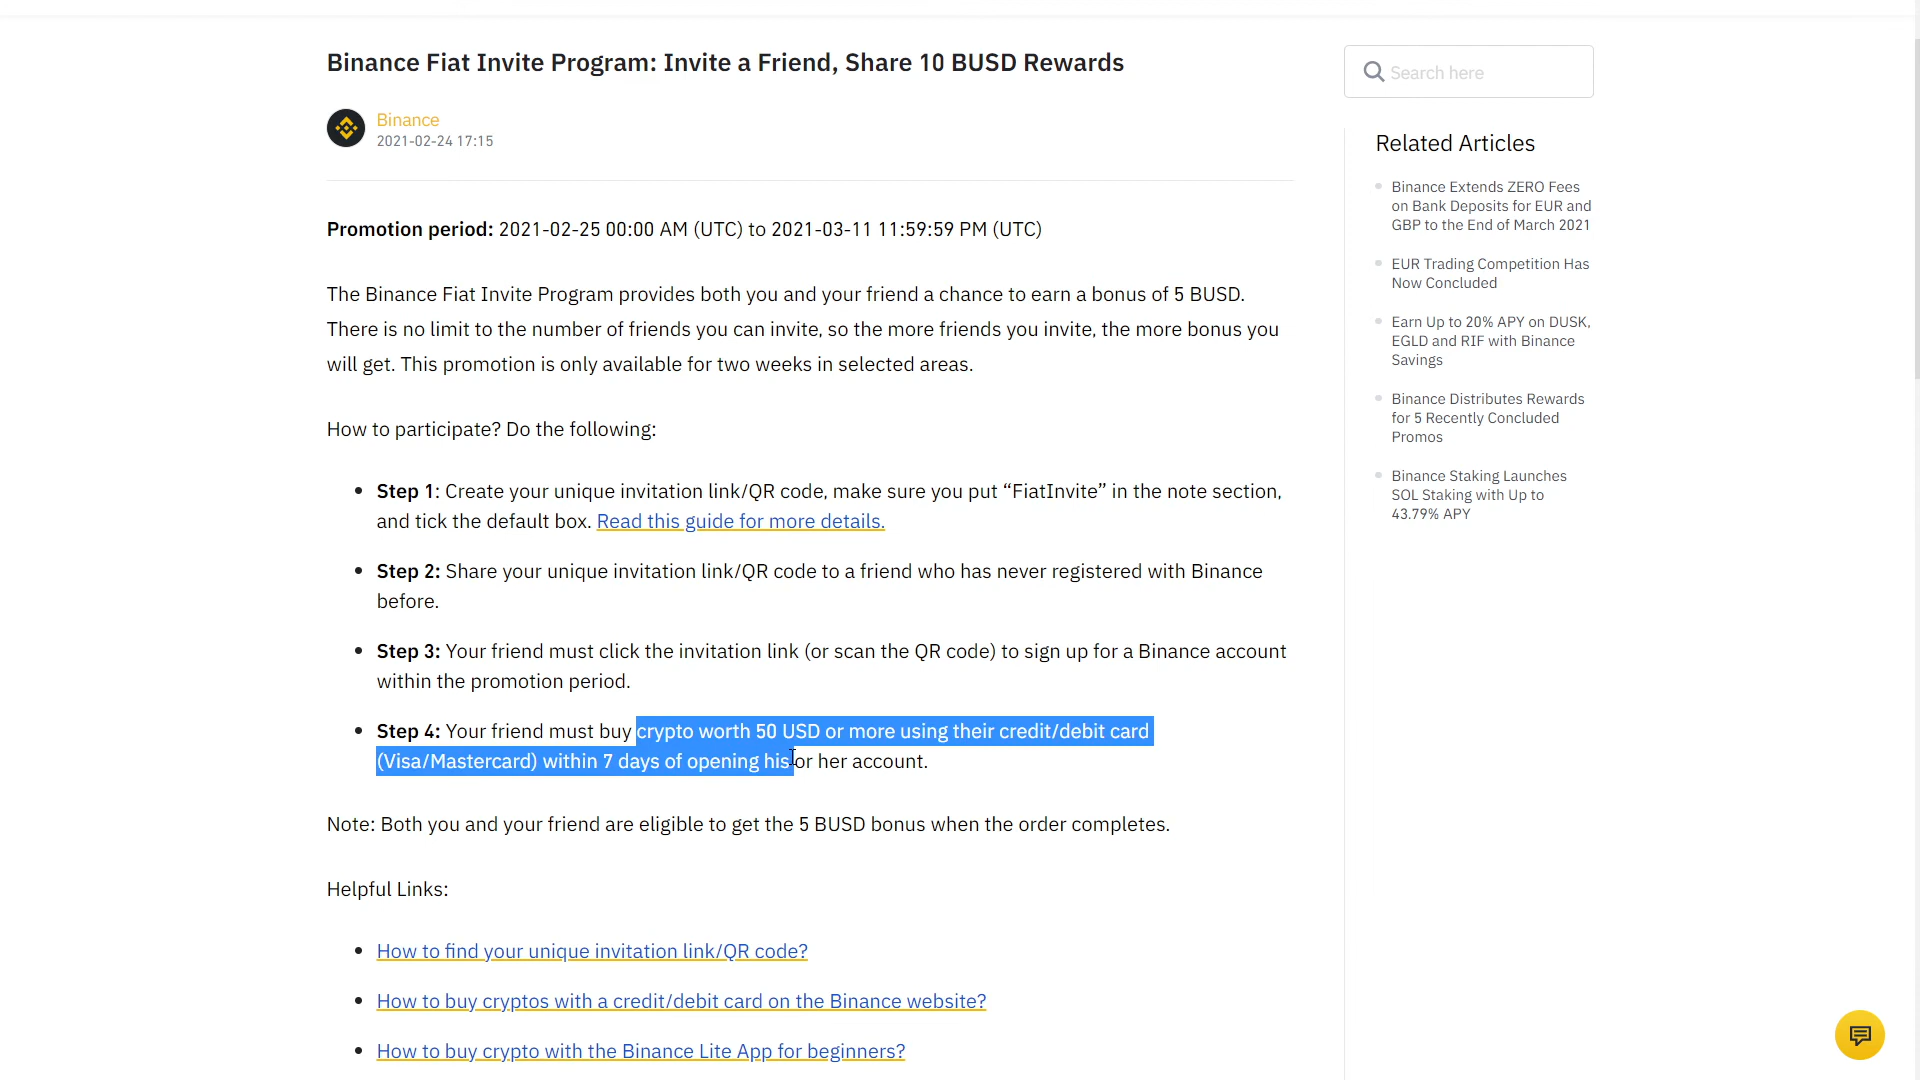 Binance Fiat Invite Program: Invite a Friend, Share 10 BUSD Rewards
Binance
2021-02-24 17:15
Promotion period: 2021-02-25 00:00 AM (UTC) to 2021-03-11 11:59:59 PM (UTC)
The Binance Fiat Invite Program provides both you and your friend a chance to earn a bonus of 5 BUSD.
There is no limit to the number of friends you can invite, so the more friends you invite, the more bonus you
will get. This promotion is only available for two weeks in selected areas.
How to participate? Do the following:
Step 1: Create your unique invitation link/QR code, make sure you put “FiatInvite” in the note section,
and tick the default box. Read this guide for more details.
Step 2: Share your unique invitation link/QR code to a friend who has never registered with Binance
before.
Step 3: Your friend must click the invitation link (or scan the QR code) to sign up for a Binance account
within the promotion period.
Step 4: Your friend must buy crypto worth 50 USD or more using their credit/debit card
(Visa/Mastercard) within 7 days of opening his or her account.
Note: Both you and your friend are eligible to get the 5 BUSD bonus when the order completes.
Helpful Links:
How to find your unique invitation link/QR code?
How to buy cryptos with a credit/debit card on the Binance website?
How to buy crypto with the Binance Lite App for beginners?
Search here
Related Articles
Binance Extends ZERO Fees
on Bank Deposits for EUR and
GBP to the End of March 2021
EUR Trading Competition Has
Now Concluded
Earn Up to 20% APY on DUSK,
EGLD and RIF with Binance
Savings
Binance Distributes Rewards
for 5 Recently Concluded
Promos
Binance Staking Launches
SOL Staking with Up to
43.79% APY